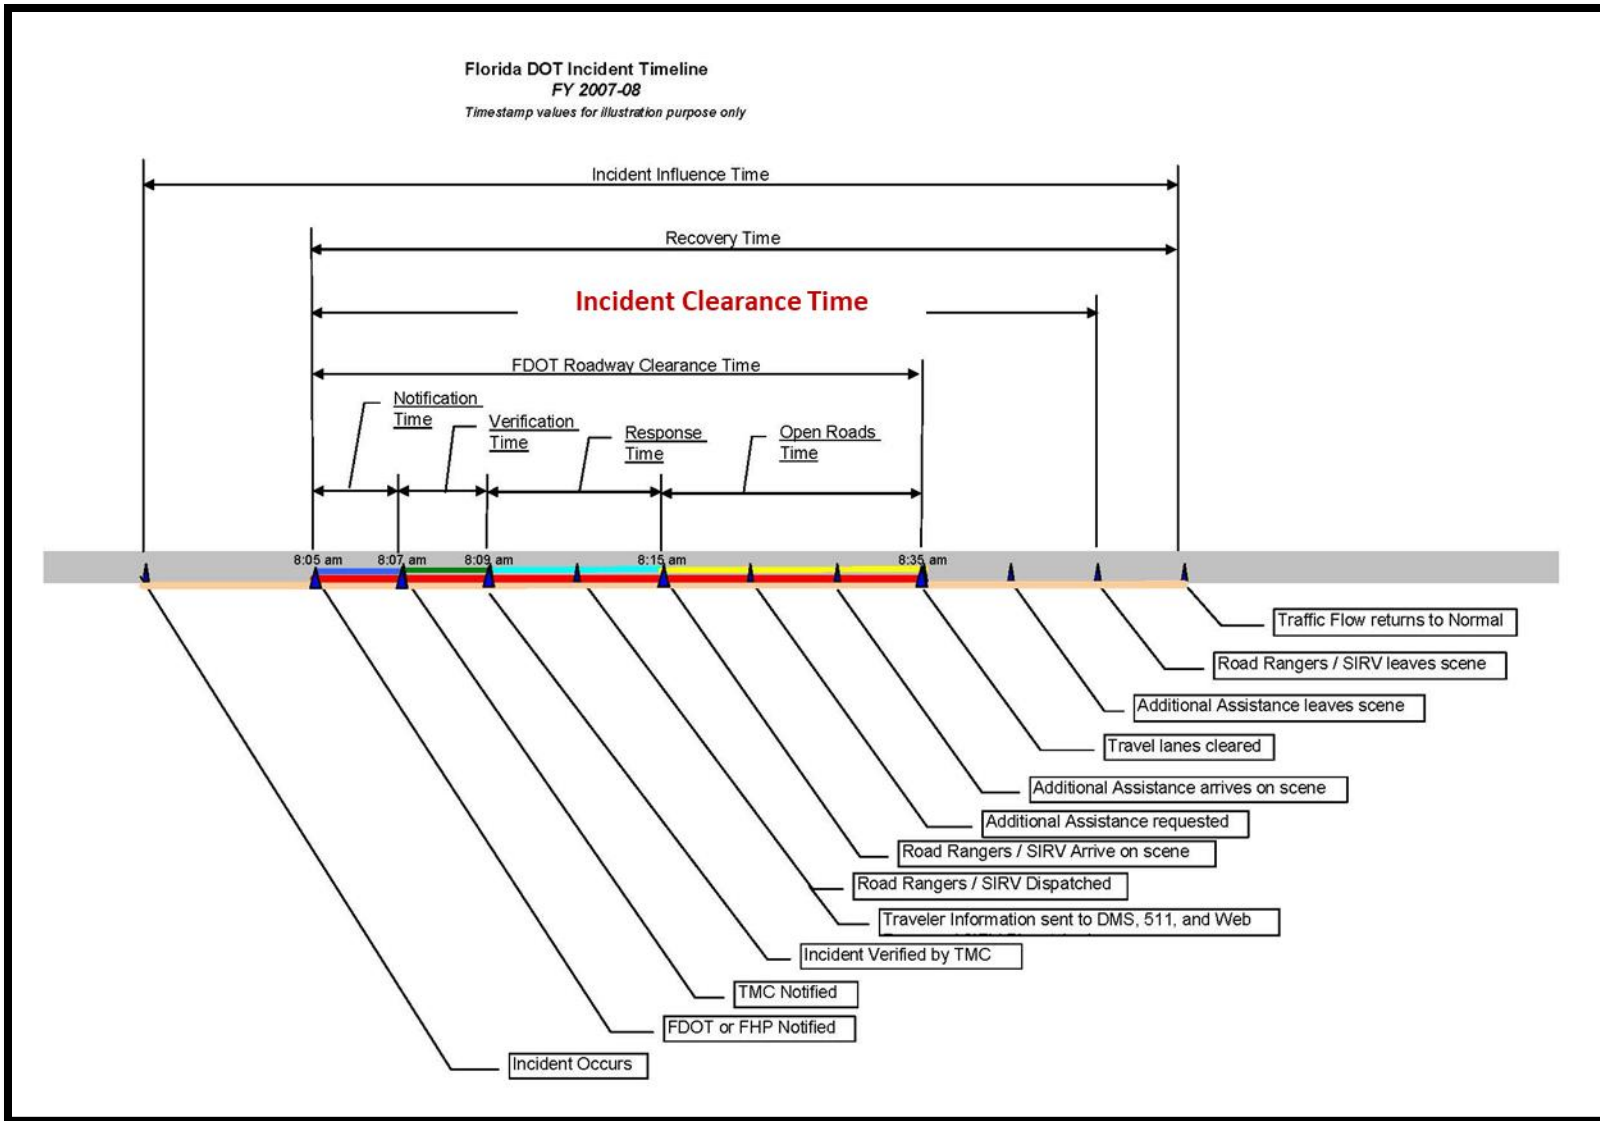 Florida DOT Incident Timeline
FY 2007-08
Timestamp values for illustration purpose only
Incident Influence Time
Recovery Time
Incident Clearance Time
FDOT Roadway Clearance Time
Notification
Time
Verification
Time
Response
Time
Open Roads
Time
8:05 am
8:07 am
8:09 am
8:15 am
8:35 am
Traffic Flow returns to Normal
Road Rangers / SIRV leaves scene
Additional Assistance leaves scene
Travel lanes cleared
Additional Assistance arrives on scene
Additional Assistance requested
Road Rangers / SIRV Arrive on scene
Road Rangers / SIRV Dispatched
Traveler Information sent to DMS, 511, and Web
Incident Verified by TMC
TMC Notified
FDOT or FHP Notified
Incident Occurs